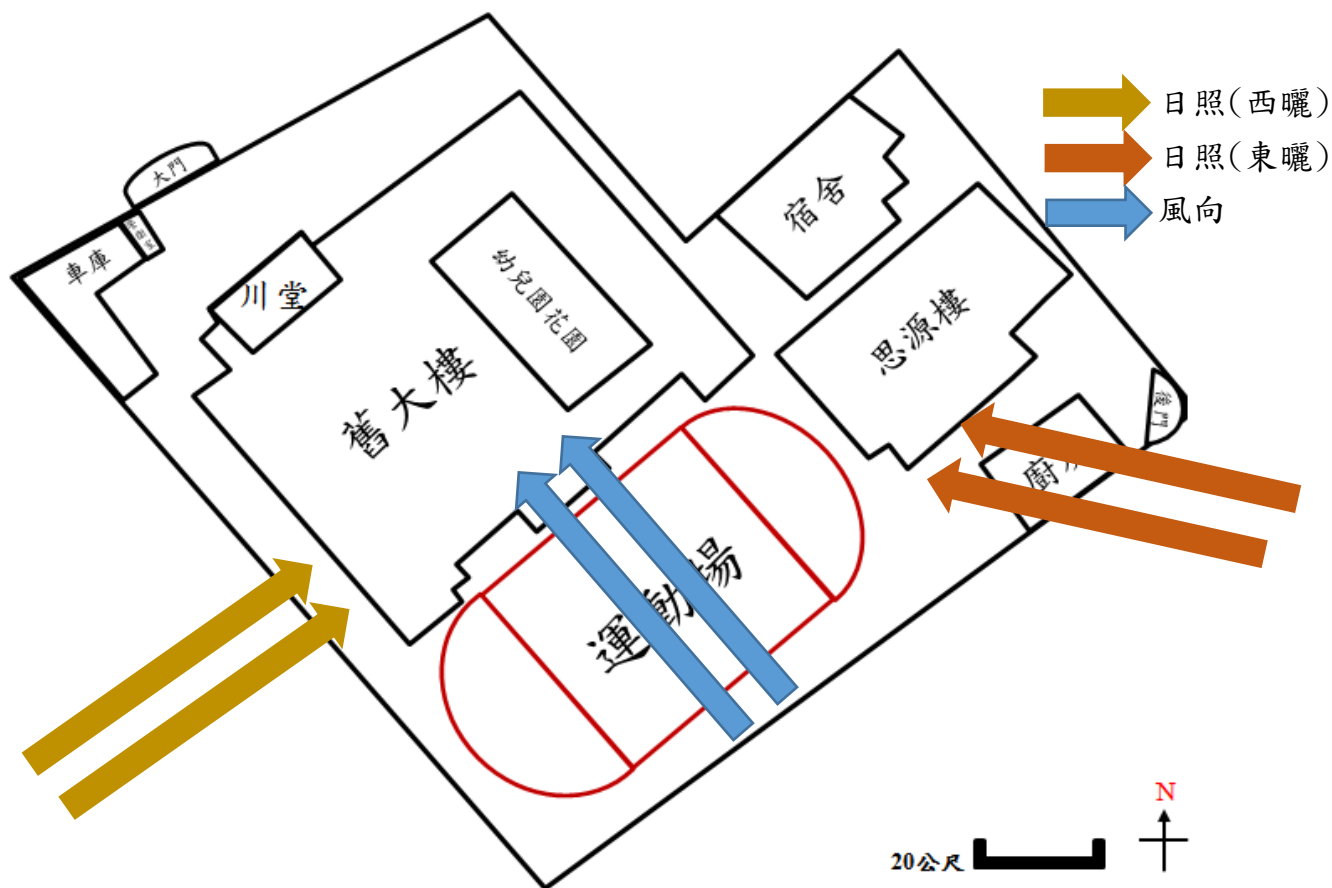 日照(西曬)
日照(東曬)
風向
大門
車庫
川堂
幼兒園花園
舊大樓
宿舍
思源樓
後門
廚
運動場
N
20公尺